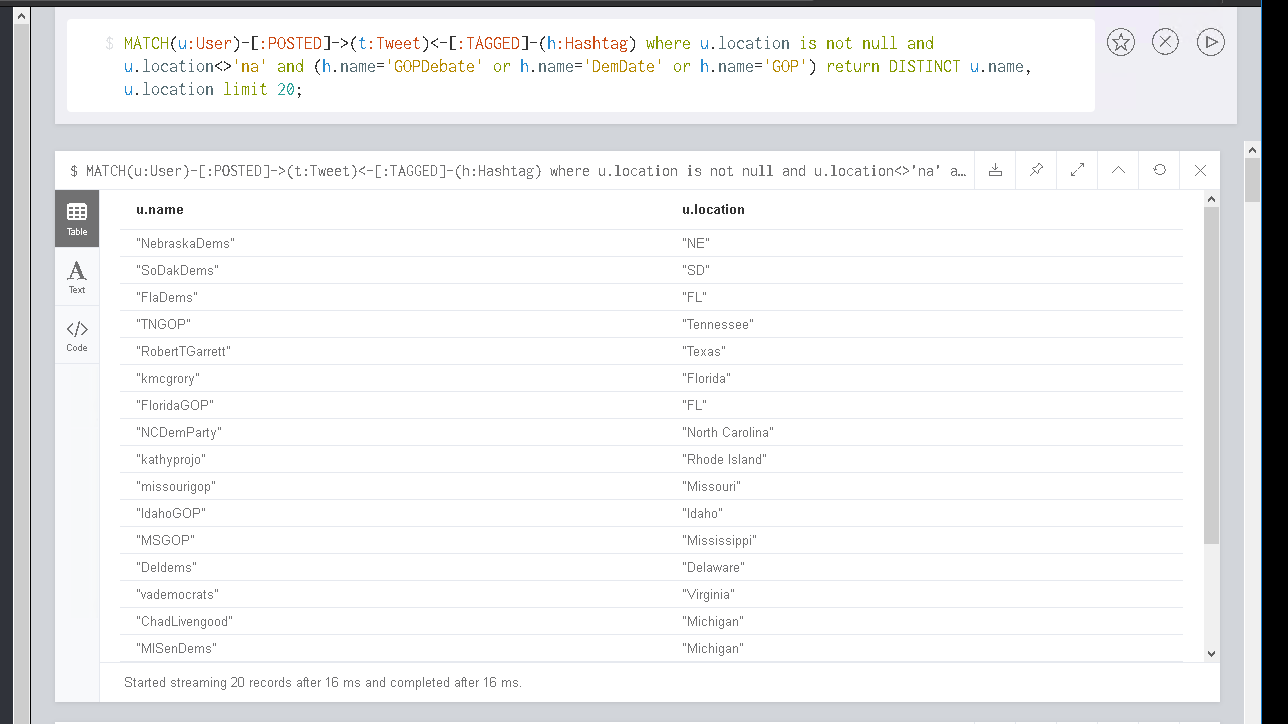 $ MATCH(u:User)-[:POSTED]->(t:Tweet)<-[:TAGGED]-(h:Hashtag) where u.location is not null and
u.location<>'na' and (h.name='GOPDebate' or h.name='DemDate' or h.name='GOP') return DISTINCT u.name,
u.location limit 20;
$ MATCH(u:User)-[:POSTED]->(t:Tweet)<-[:TAGGED]-(h:Hashtag) where u.location is not null and u.location<>'na' a…
Table
Text
Code
u.name u.location
"NebraskaDems" "NE"
"SoDakDems" "SD"
"FlaDems" "FL"
"TNGOP" "Tennessee"
"RobertTGarrett" "Texas"
"kmcgrory" "Florida"
"FloridaGOP" "FL"
"NCDemParty" "North Carolina"
"kathyprojo" "Rhode Island"
"missourigop" "Missouri"
"IdahoGOP" "Idaho"
"MSGOP" "Mississippi"
"Deldems" "Delaware"
"vademocrats" "Virginia"
"ChadLivengood" "Michigan"
"MISenDems" "Michigan"
Started streaming 20 records after 16 ms and completed after 16 ms.